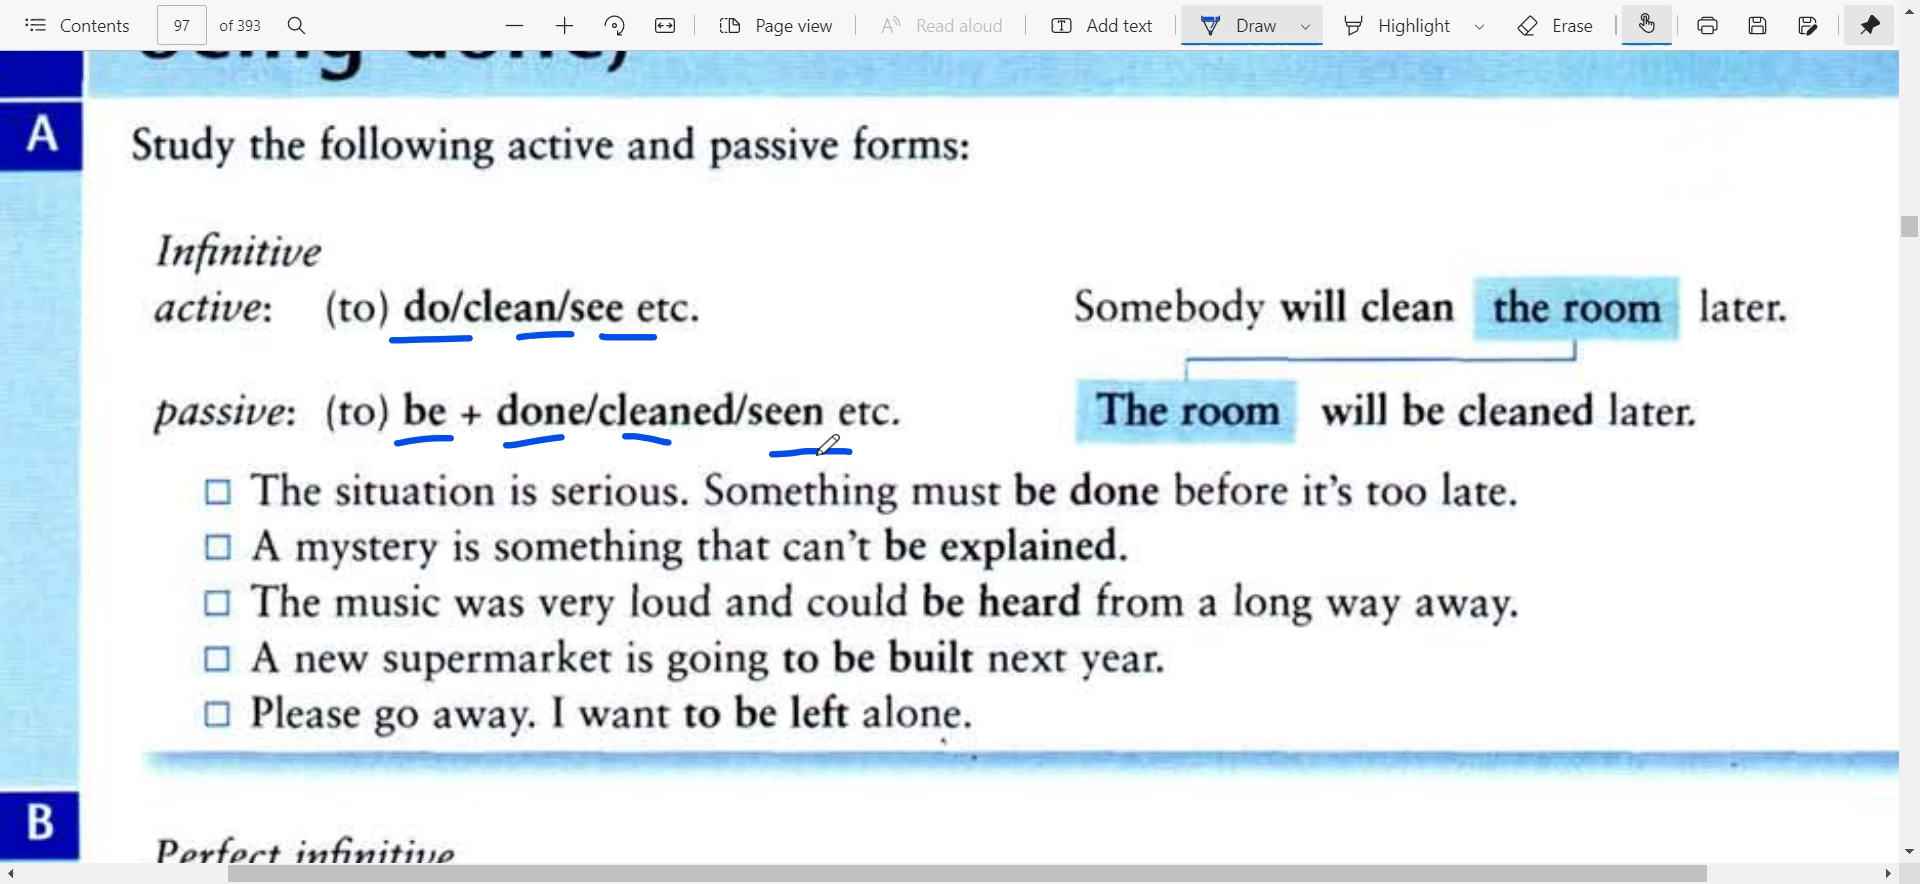 Contents 97 of 393 Page view Read aloud Add text Draw Highlight Erase
being done)
A
Study the following active and passive forms:
Infinitive
active: (to) do/clean/see etc. Somebody will clean the room later.
passive: (to) be + done/cleaned/seen etc. The room will be cleaned later.
The situation is serious. Something must be done before it's too late.
A mystery is something that can't be explained.
The music was very loud and could be heard from a long way away.
A new supermarket is going to be built next year.
Please go away. I want to be left alone.
B
Perfect infinitive